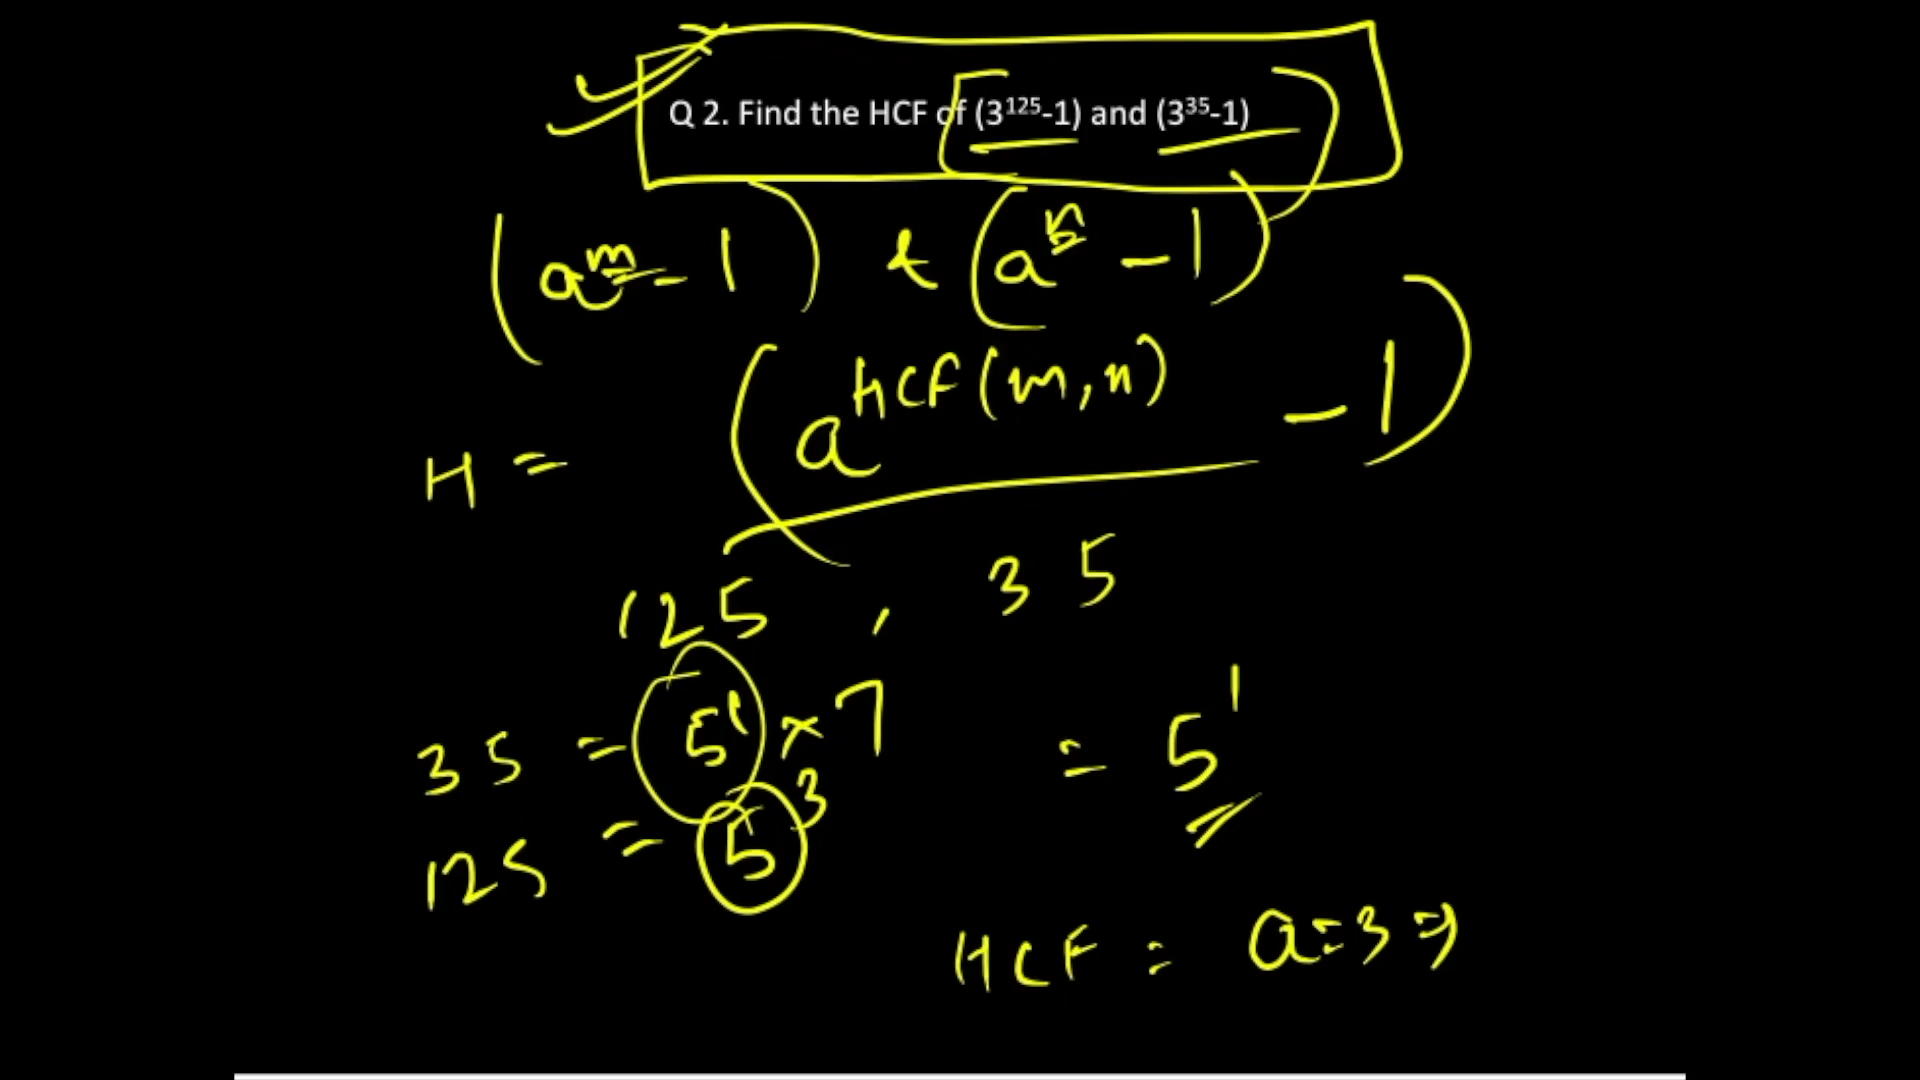 Q 2. Find the HCF of (3¹²⁵-1) and (3³⁵-1)
(aᵐ - 1) & (aⁿ - 1)
H = (a^HCF(m,n) - 1)
125 , 35
35 = 5¹ × 7 = 5¹
125 = 5³
HCF = a = 3 ⇒